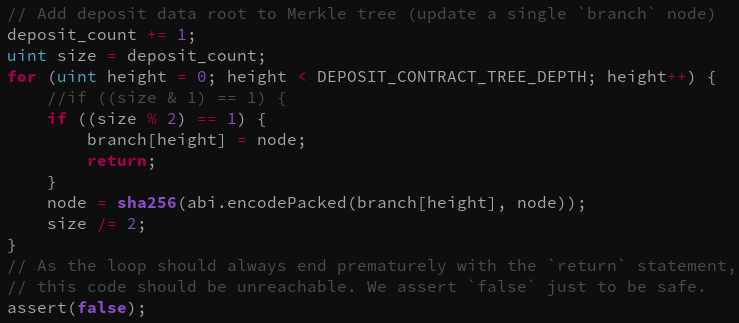 // Add deposit data root to Merkle tree (update a single `branch` node)
deposit_count += 1;
uint size = deposit_count;
for (uint height = 0; height < DEPOSIT_CONTRACT_TREE_DEPTH; height++) {
    //if ((size & 1) == 1) {
    if ((size % 2) == 1) {
        branch[height] = node;
        return;
    }
    node = sha256(abi.encodePacked(branch[height], node));
    size /= 2;
}
// As the loop should always end prematurely with the `return` statement,
// this code should be unreachable. We assert `false` just to be safe.
assert(false);